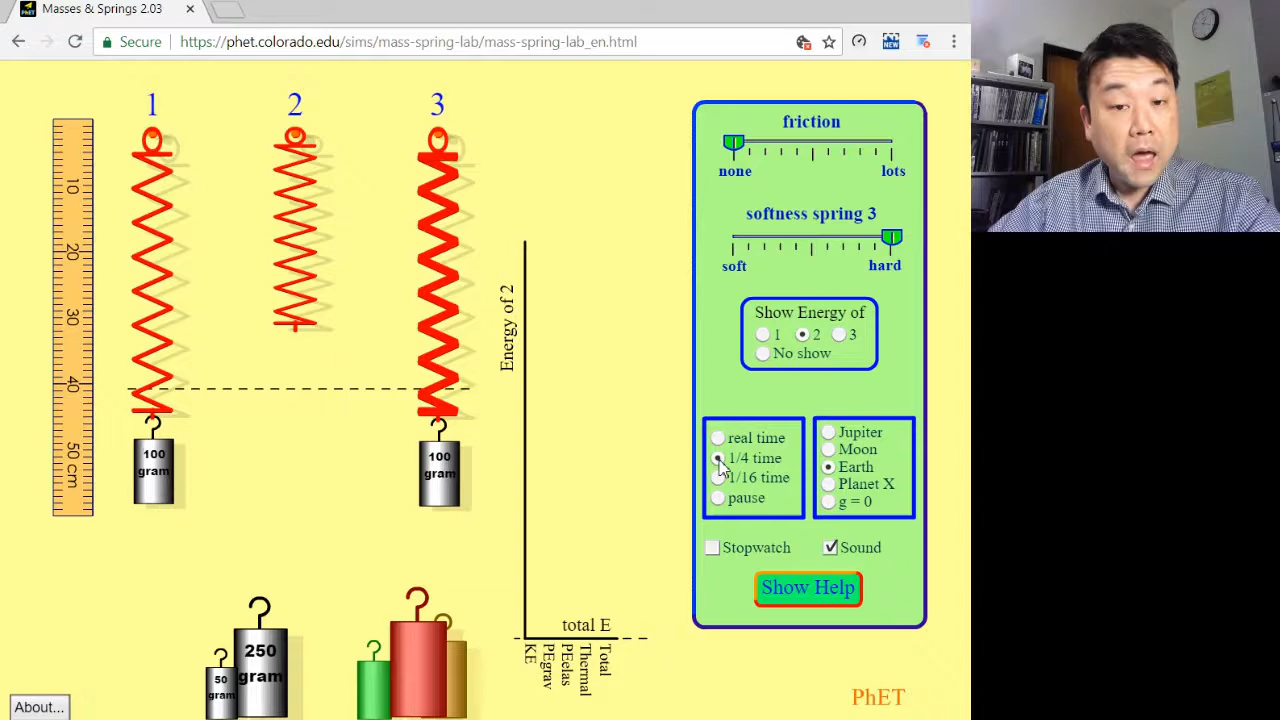 Masses & Springs 2.03
Secure
https://phet.colorado.edu/sims/mass-spring-lab/mass-spring-lab_en.html
NEW
1
2
3
10
20
30
40
50 cm
100
gram
100
gram
Energy of 2
total E
KE
PEgrav
PEelas
Thermal
Total
50
gram
250
gram
friction
none
lots
softness spring 3
soft
hard
Show Energy of
1
2
3
No show
real time
1/4 time
1/16 time
pause
Jupiter
Moon
Earth
Planet X
g = 0
Stopwatch
Sound
Show Help
PhET
About...